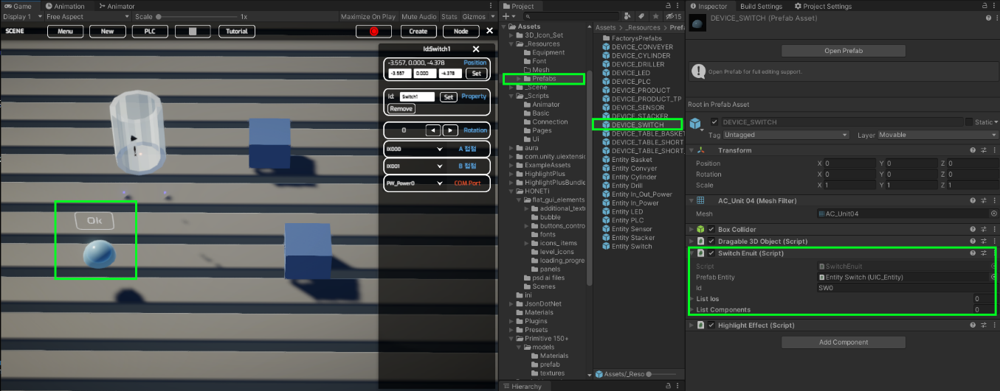 Game
Animation
Animator
Display 1
Free Aspect
Scale
1x
Maximize On Play
Mute Audio
Stats
Gizmos
SCENE
Menu
New
PLC
Tutorial
Create
Node
Id:Switch1
-3.557, 0.000, -4.378
Position
-3.557
0.000
-4.378
Set
Id:
Switch1
Set
Property
Remove
0
Rotation
IX000
A 접점
IX001
B 접점
PW_Power0
COM Port
Ok
Project
15
Assets
3D_Icon_Set
_Resources
Equipment
Font
Mesh
Prefabs
_Scene
_Scripts
Animator
Basic
Connection
Pages
Ui
aura
com.unity.uiextension
ExampleAssets
HighlightPlus
HighlightPlusBundle
HONETi
flat_gui_elements
additional_textu
bubble
buttons_contro
fonts
icons_items
level_icons
loading_progre
panels
psd ai files
Scenes
ini
JsonDotNet
Materials
Plugins
Presets
Primitive 150+
models
Materials
prefab
textures
Assets > _Resources > Prefa
FactorysPrefabs
DEVICE_CONVEYER
DEVICE_CYLINDER
DEVICE_DRILLER
DEVICE_LED
DEVICE_PLC
DEVICE_PRODUCT
DEVICE_PRODUCT_TP
DEVICE_SENSOR
DEVICE_STACKER
DEVICE_SWITCH
DEVICE_TABLE_BASKET
DEVICE_TABLE_SHORT
DEVICE_TABLE_SHORT_
Entity Basket
Entity Convyer
Entity Cylinder
Entity Drill
Entity In_Out_Power
Entity In_Power
Entity LED
Entity PLC
Entity Sensor
Entity Stacker
Entity Switch
Assets/_Reso
Hierarchy
Inspector
Build Settings
Project Settings
DEVICE_SWITCH (Prefab Asset)
Open Prefab
Open Prefab for full editing support.
Root in Prefab Asset
DEVICE_SWITCH
Static
Tag
Untagged
Layer
Movable
Transform
Position
X 0
Y 0
Z 0
Rotation
X 0
Y 0
Z 0
Scale
X 1
Y 1
Z 1
AC_Unit 04 (Mesh Filter)
Mesh
AC_Unit04
Box Collider
Dragable 3D Object (Script)
Switch Enuit (Script)
Script
SwitchEnuit
Prefab Entity
Entity Switch (UIC_Entity)
Id
SW0
List Ios
0
List Components
0
Highlight Effect (Script)
Add Component